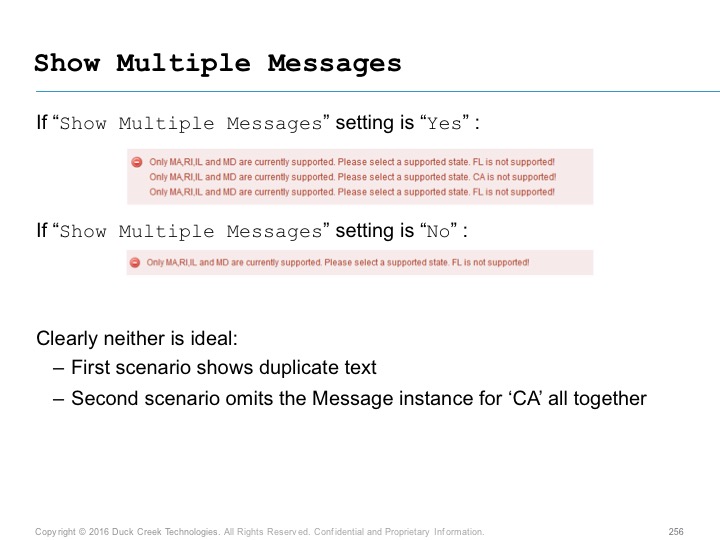 Show Multiple Messages
If “Show Multiple Messages” setting is “Yes” :
Only MA,RI,IL and MD are currently supported. Please select a supported state. FL is not supported!
Only MA,RI,IL and MD are currently supported. Please select a supported state. CA is not supported!
Only MA,RI,IL and MD are currently supported. Please select a supported state. FL is not supported!
If “Show Multiple Messages” setting is “No” :
Only MA,RI,IL and MD are currently supported. Please select a supported state. FL is not supported!
Clearly neither is ideal:
– First scenario shows duplicate text
– Second scenario omits the Message instance for ‘CA’ all together
Copyright © 2016 Duck Creek Technologies. All Rights Reserved. Confidential and Proprietary Information.
256